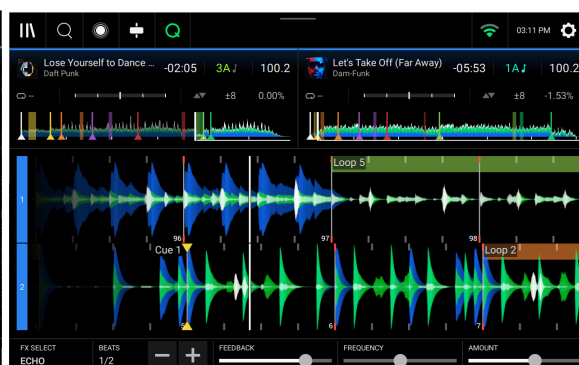 03:11 PM
Lose Yourself to Dance ...
Daft Punk
-02:05
3A
100.2
Let's Take Off (Far Away)
Dam-Funk
-05:53
1A
100.2
±8
0.00%
±8
-1.53%
Loop 5
1
96
97
98
Cue 1
Loop 2
2
6
7
FX SELECT
ECHO
BEATS
1/2
FEEDBACK
FREQUENCY
AMOUNT